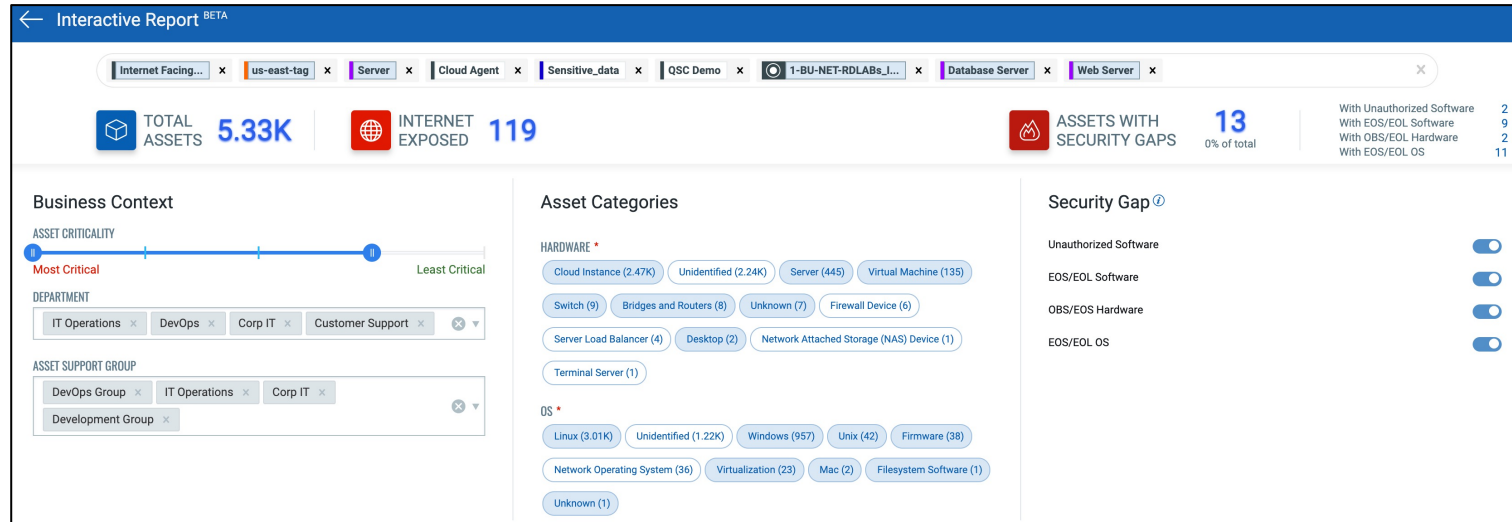 Interactive Report BETA
Internet Facing... × us-east-tag × Server × Cloud Agent × Sensitive_data × QSC Demo × 1-BU-NET-RDLABs_I... × Database Server × Web Server × ×
TOTAL ASSETS 5.33K
INTERNET EXPOSED 119
ASSETS WITH SECURITY GAPS 13
0% of total
With Unauthorized Software 2
With EOS/EOL Software 9
With OBS/EOL Hardware 2
With EOS/EOL OS 11
Business Context
ASSET CRITICALITY
Most Critical Least Critical
DEPARTMENT
IT Operations × DevOps × Corp IT × Customer Support ×
ASSET SUPPORT GROUP
DevOps Group × IT Operations × Corp IT ×
Development Group ×
Asset Categories
HARDWARE *
Cloud Instance (2.47K) Unidentified (2.24K) Server (445) Virtual Machine (135)
Switch (9) Bridges and Routers (8) Unknown (7) Firewall Device (6)
Server Load Balancer (4) Desktop (2) Network Attached Storage (NAS) Device (1)
Terminal Server (1)
OS *
Linux (3.01K) Unidentified (1.22K) Windows (957) Unix (42) Firmware (38)
Network Operating System (36) Virtualization (23) Mac (2) Filesystem Software (1)
Unknown (1)
Security Gap i
Unauthorized Software
EOS/EOL Software
OBS/EOS Hardware
EOS/EOL OS